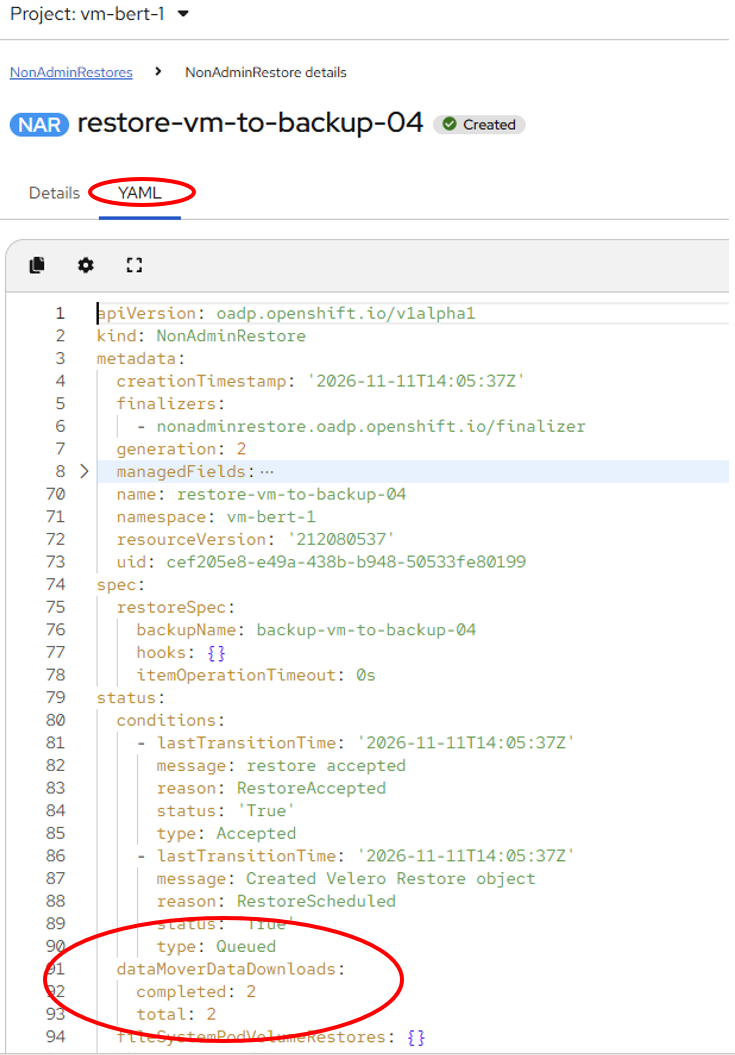 Project: vm-bert-1
NonAdminRestores > NonAdminRestore details
NAR restore-vm-to-backup-04 Created
Details YAML
1 apiVersion: oadp.openshift.io/v1alpha1
2 kind: NonAdminRestore
3 metadata:
4 creationTimestamp: '2026-11-11T14:05:37Z'
5 finalizers:
6 - nonadminrestore.oadp.openshift.io/finalizer
7 generation: 2
8 managedFields: ⋯
70 name: restore-vm-to-backup-04
71 namespace: vm-bert-1
72 resourceVersion: '212080537'
73 uid: cef205e8-e49a-438b-b948-50533fe80199
74 spec:
75 restoreSpec:
76 backupName: backup-vm-to-backup-04
77 hooks: {}
78 itemOperationTimeout: 0s
79 status:
80 conditions:
81 - lastTransitionTime: '2026-11-11T14:05:37Z'
82 message: restore accepted
83 reason: RestoreAccepted
84 status: 'True'
85 type: Accepted
86 - lastTransitionTime: '2026-11-11T14:05:37Z'
87 message: Created Velero Restore object
88 reason: RestoreScheduled
89 status: 'True'
90 type: Queued
91 dataMoverDataDownloads:
92 completed: 2
93 total: 2
94 fileSystemPodVolumeRestores: {}